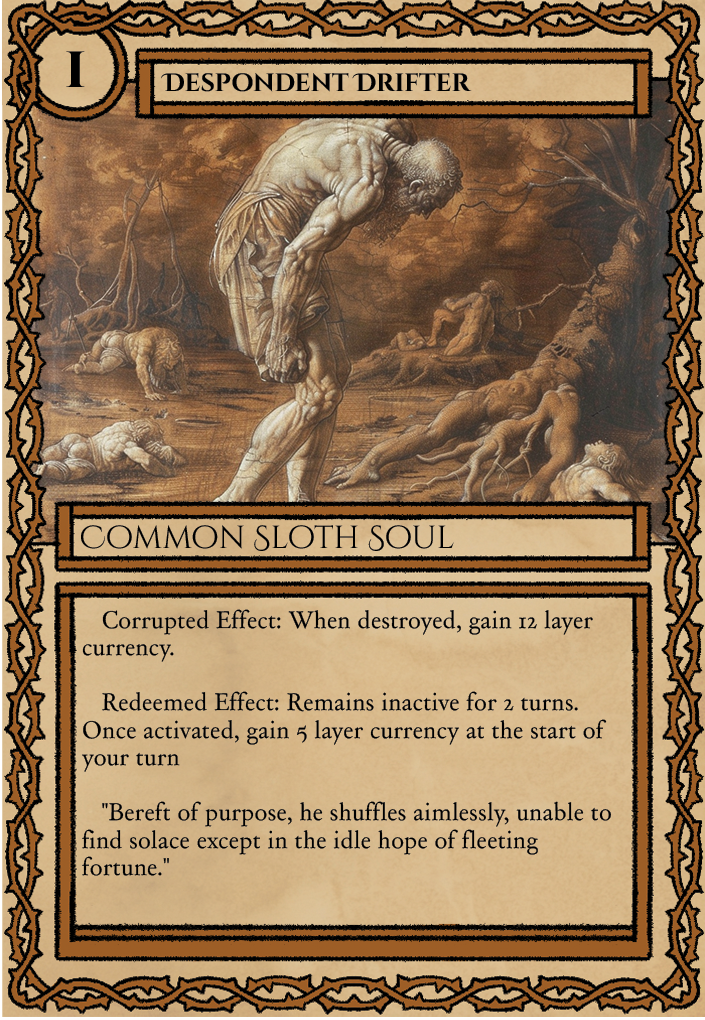 I
Despondent Drifter
Common Sloth Soul
Corrupted Effect: When destroyed, gain 12 layer
currency.
Redeemed Effect: Remains inactive for 2 turns.
Once activated, gain 5 layer currency at the start of
your turn
"Bereft of purpose, he shuffles aimlessly, unable to
find solace except in the idle hope of fleeting
fortune."